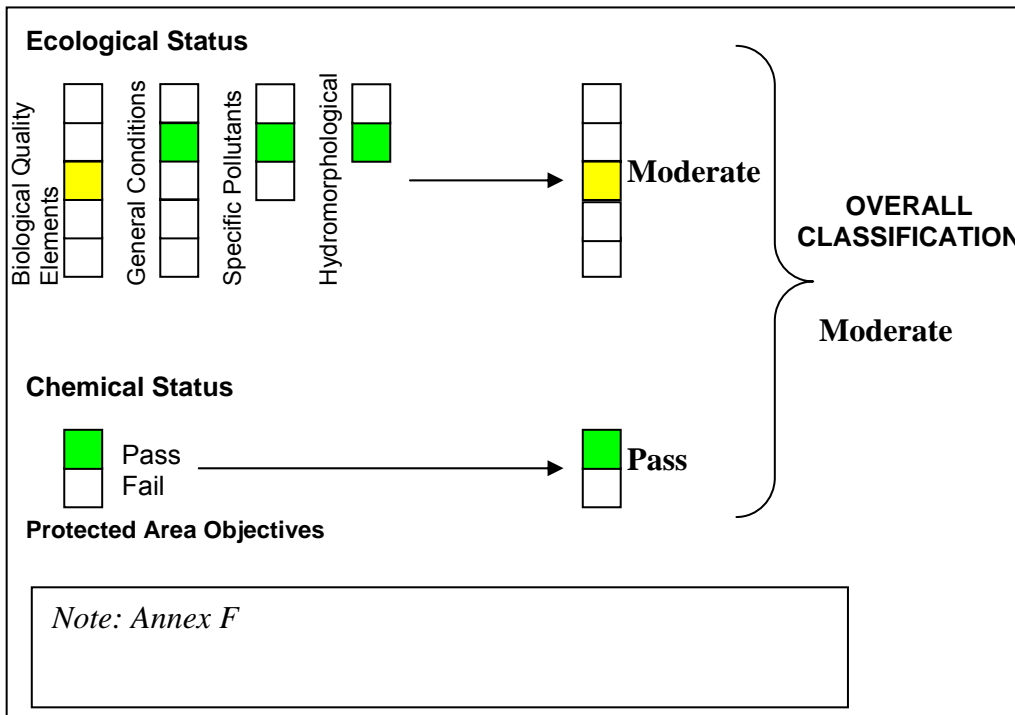 Ecological Status
Biological Quality
Elements
General Conditions
Specific Pollutants
Hydromorphological
Moderate
OVERALL
CLASSIFICATION
Moderate
Chemical Status
Pass
Fail
Pass
Protected Area Objectives
Note: Annex F